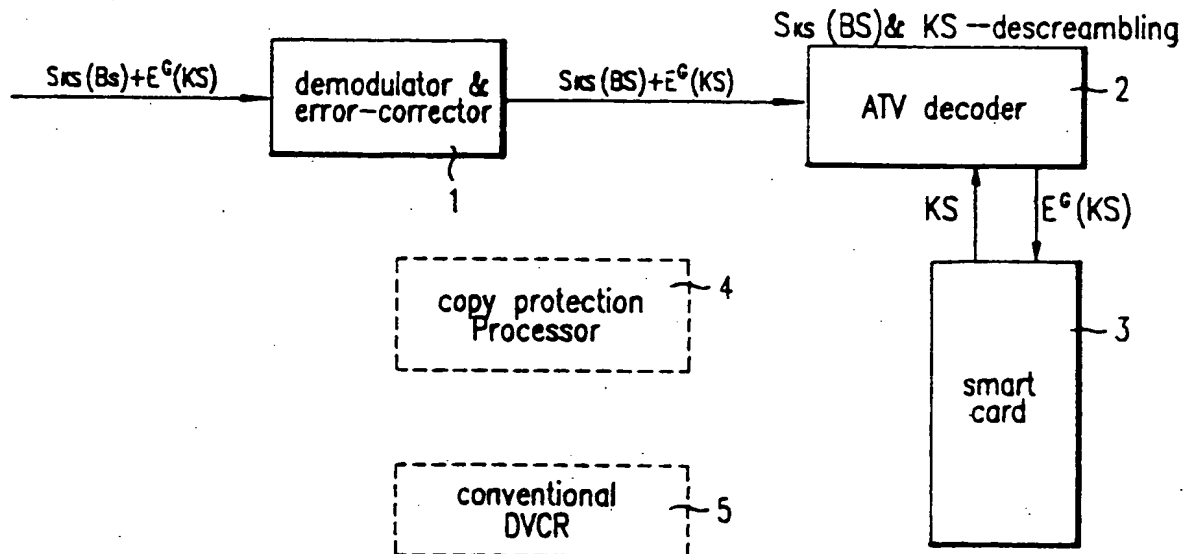 SKS (BS)& KS -descreambling
SKS(BS)+E^G(KS)
demodulator &
error-corrector
SKS(BS)+E^G(KS)
ATV decoder
2
1
KS
E^G(KS)
copy protection
Processor
4
smart
card
3
conventional
DVCR
5